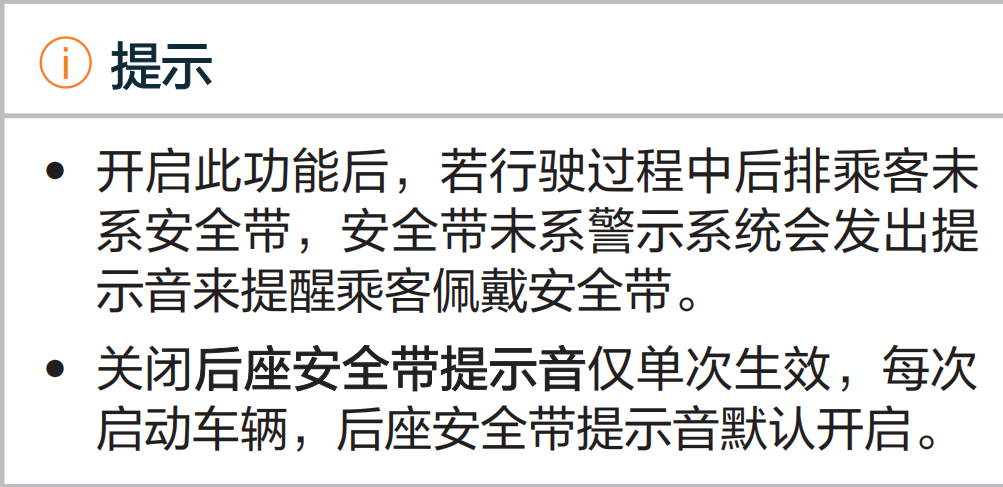 提示
• 开启此功能后，若行驶过程中后排乘客未
系安全带，安全带未系警示系统会发出提
示音来提醒乘客佩戴安全带。
• 关闭后座安全带提示音仅单次生效，每次
启动车辆，后座安全带提示音默认开启。